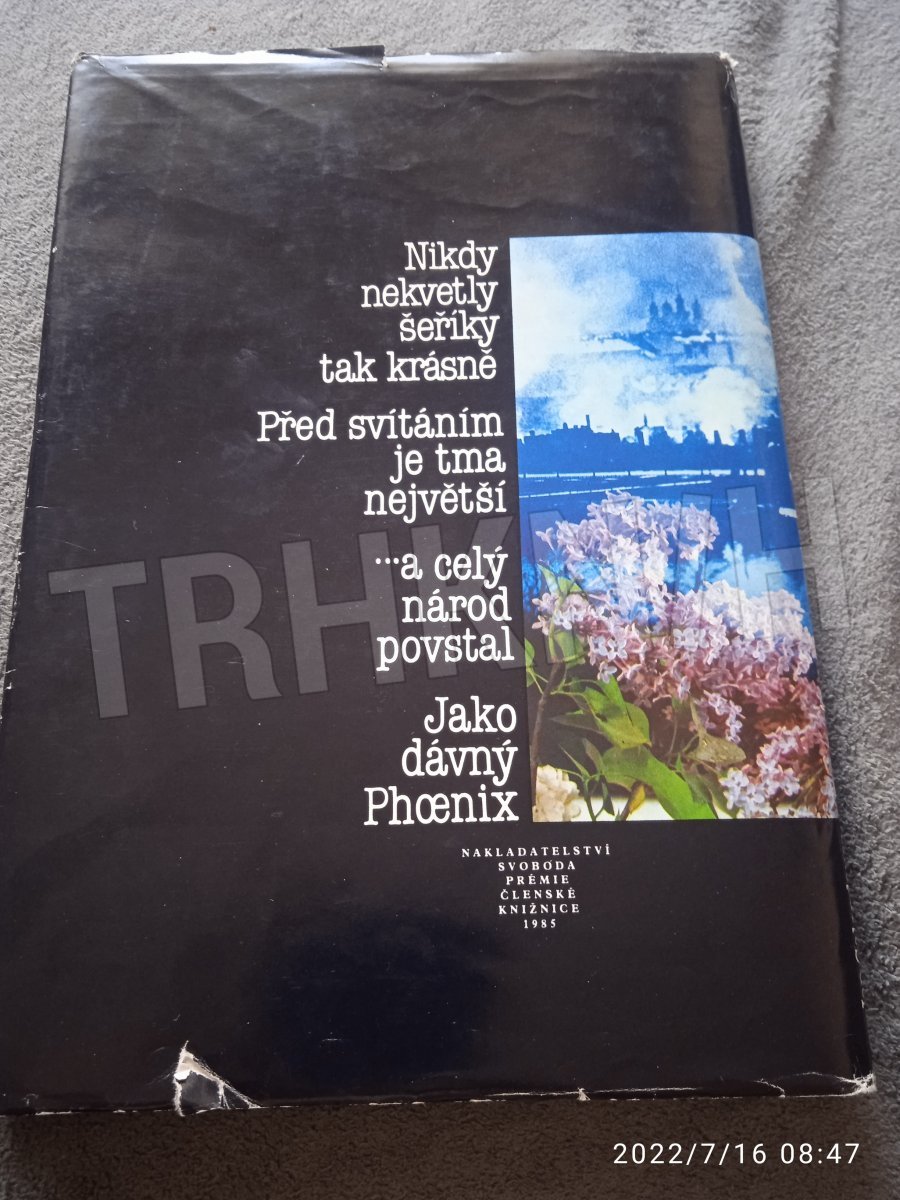 Nikdy
nekvetly
šeříky
tak krásně
Před svítáním
je tma
největší
...a celý
národ
povstal
Jako
dávný
Phœnix
NAKLADATELSTVÍ
SVOBODA
PRÉMIE
ČLENSKÉ
KNIŽNICE
1985
2022/7/16 08:47